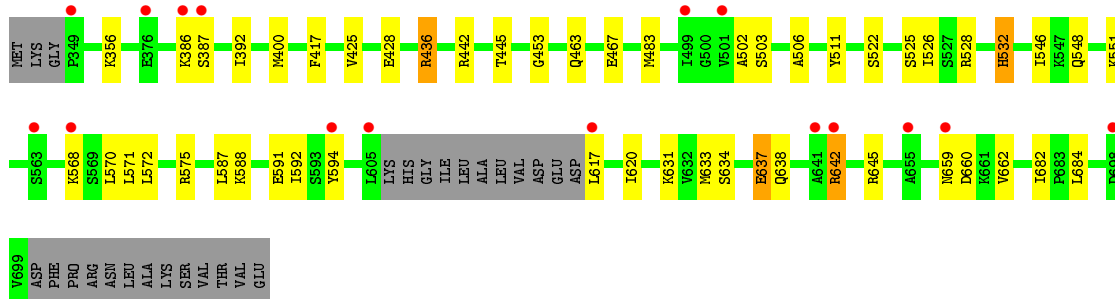 MET LYS GLY P349 K356 E376 K386 S387 I392 M400 F417 V425 E428 R436 R442 T445 G453 Q463 E467 M483 I499 G500 V501 A502 S503 A506 Y511 S522 S525 I526 S527 R528 H532 I546 K547 Q548 K551
S563 K568 S569 L570 L571 L572 R575 L587 K588 E591 I592 S593 Y594 L605 LYS HIS GLY ILE LEU ALA LEU VAL ASP GLU ASP L617 I620 K631 V632 M633 S634 E637 Q638 A641 R642 R645 A655 N659 D660 K661 V662 I682 P683 L684 D698
V699 ASP PHE PRO ARG ASN LEU ALA LYS SER VAL THR VAL GLU